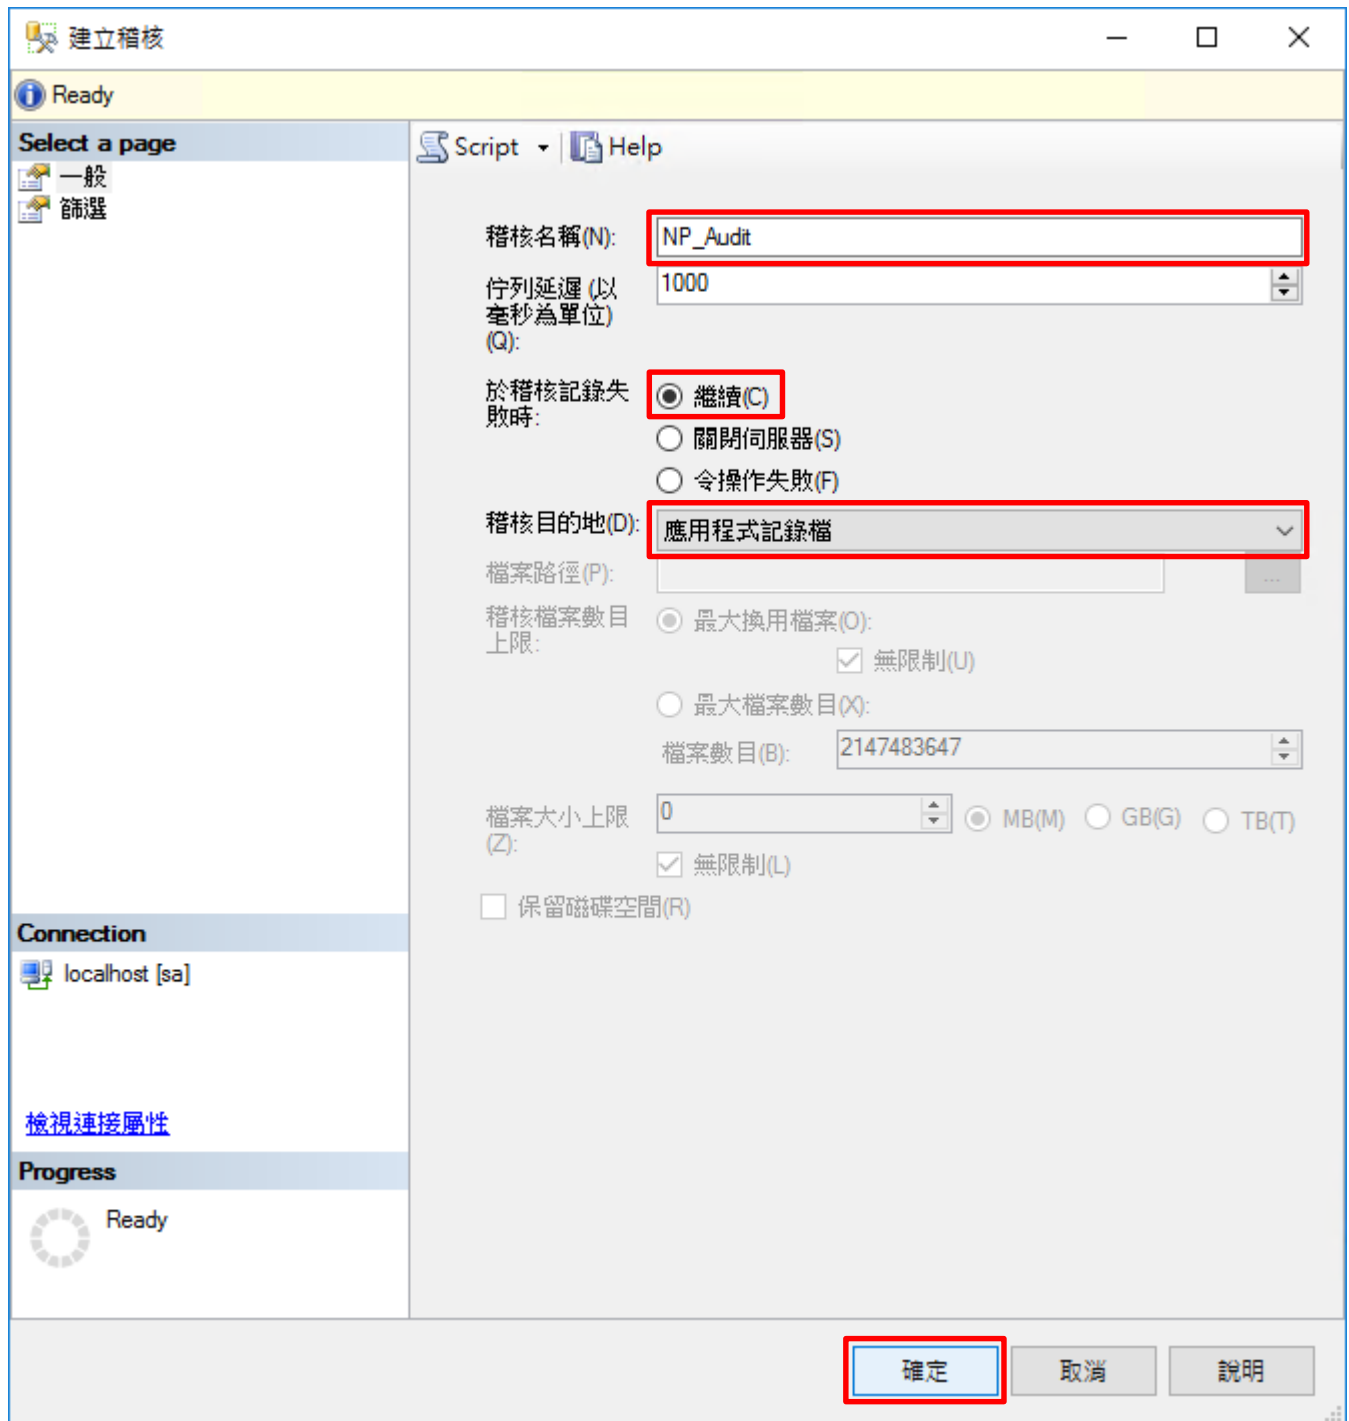 建立稽核
Ready
Select a page
一般
篩選
Script
Help
稽核名稱(N):
NP_Audit
佇列延遲 (以
毫秒為單位)
(Q):
1000
於稽核記錄失
敗時:
繼續(C)
關閉伺服器(S)
令操作失敗(F)
稽核目的地(D):
應用程式記錄檔
檔案路徑(P):
...
稽核檔案數目
上限:
最大換用檔案(O):
無限制(U)
最大檔案數目(X):
檔案數目(B):
2147483647
檔案大小上限
(Z):
0
MB(M)
GB(G)
TB(T)
無限制(L)
保留磁碟空間(R)
Connection
localhost [sa]
檢視連接屬性
Progress
Ready
確定
取消
說明